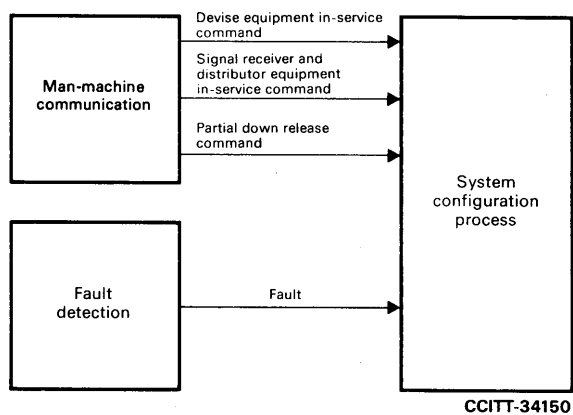 Devise equipment in-service
command
Signal receiver and
distributor equipment
in-service command
Man-machine
communication
Partial down release
command
System
configuration
process
Fault
detection
Fault
CCITT-34150